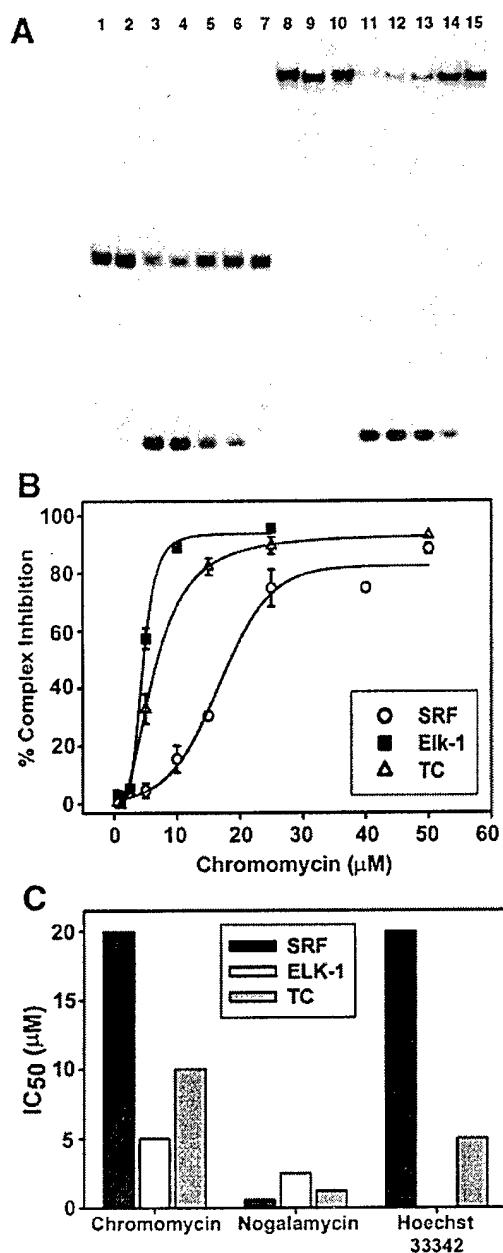 A
1 2 3 4 5 6 7 8 9 10 11 12 13 14 15
B
100
80
60
40
20
0
% Complex Inhibition
SRF
Elk-1
TC
0 10 20 30 40 50 60
Chromomycin (μM)
C
20
15
10
5
0
IC50 (μM)
SRF
ELK-1
TC
Chromomycin Nogalamycin Hoechst
33342